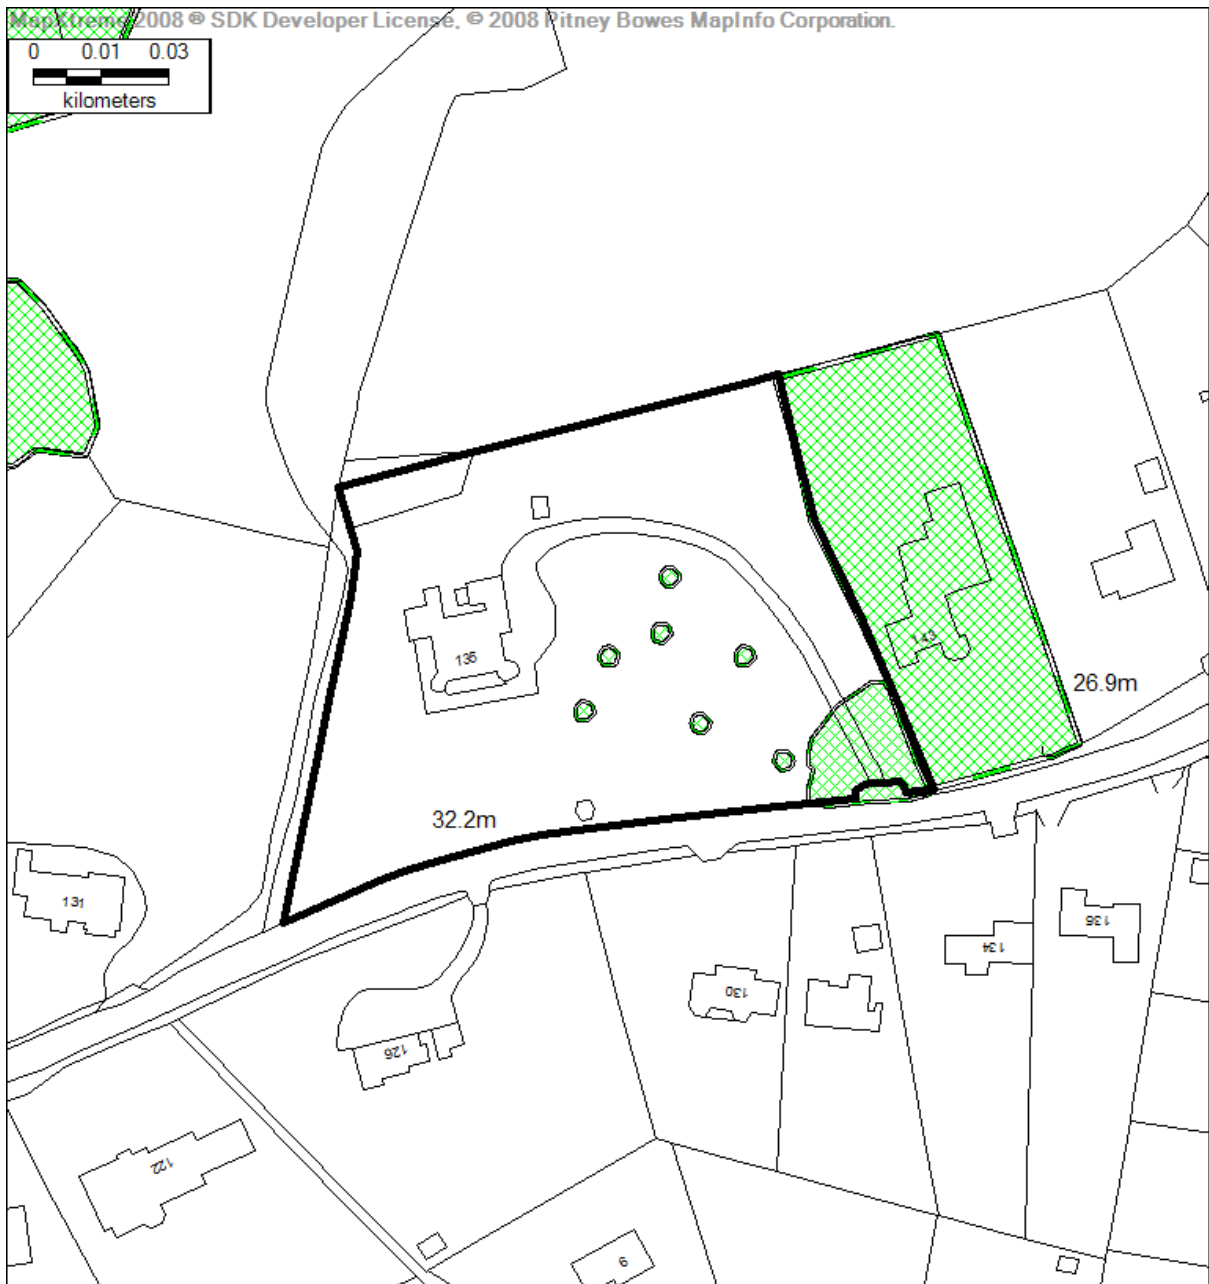 MapXtreme 2008 ® SDK Developer License. © 2008 Pitney Bowes MapInfo Corporation.
0 0.01 0.03
kilometers
143
135
26.9m
32.2m
131
136
134
130
126
122
9